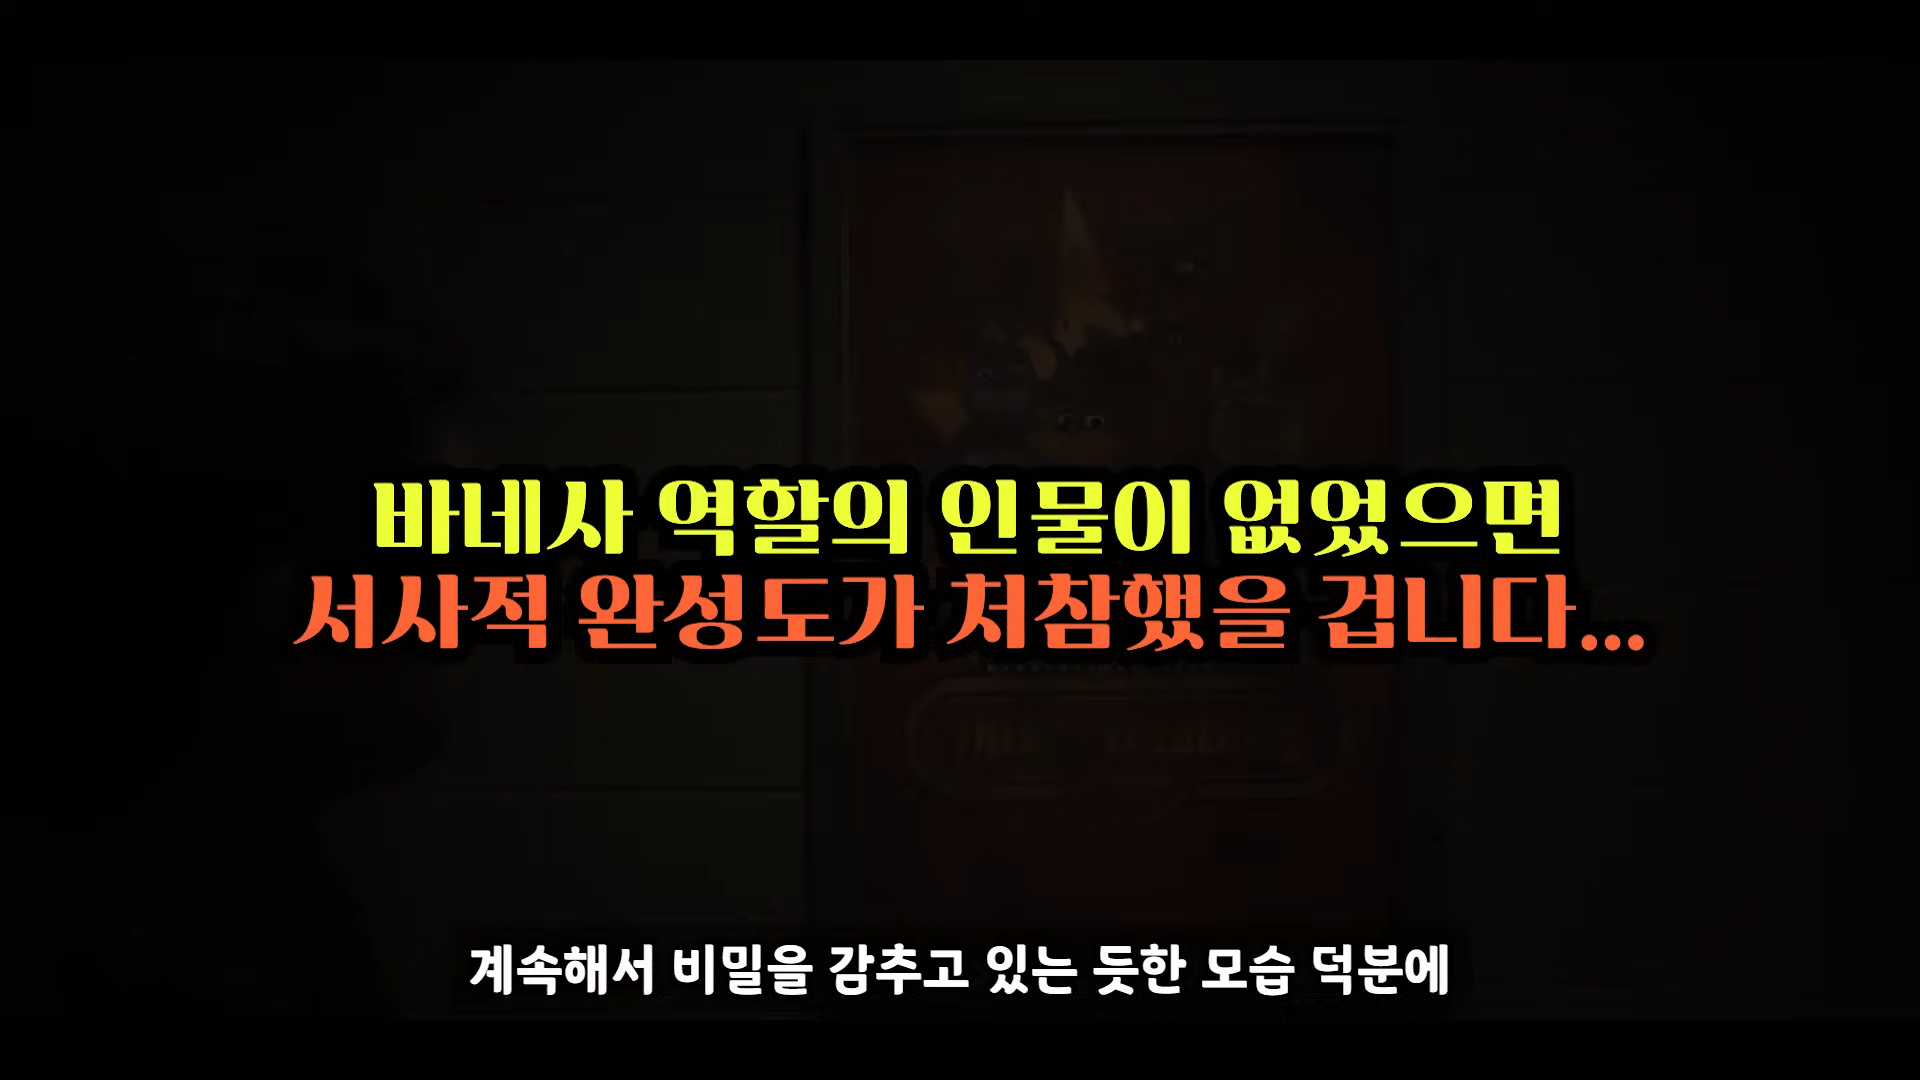 바네사 역할의 인물이 없었으면
서사적 완성도가 처참했을 겁니다...
계속해서 비밀을 감추고 있는 듯한 모습 덕분에